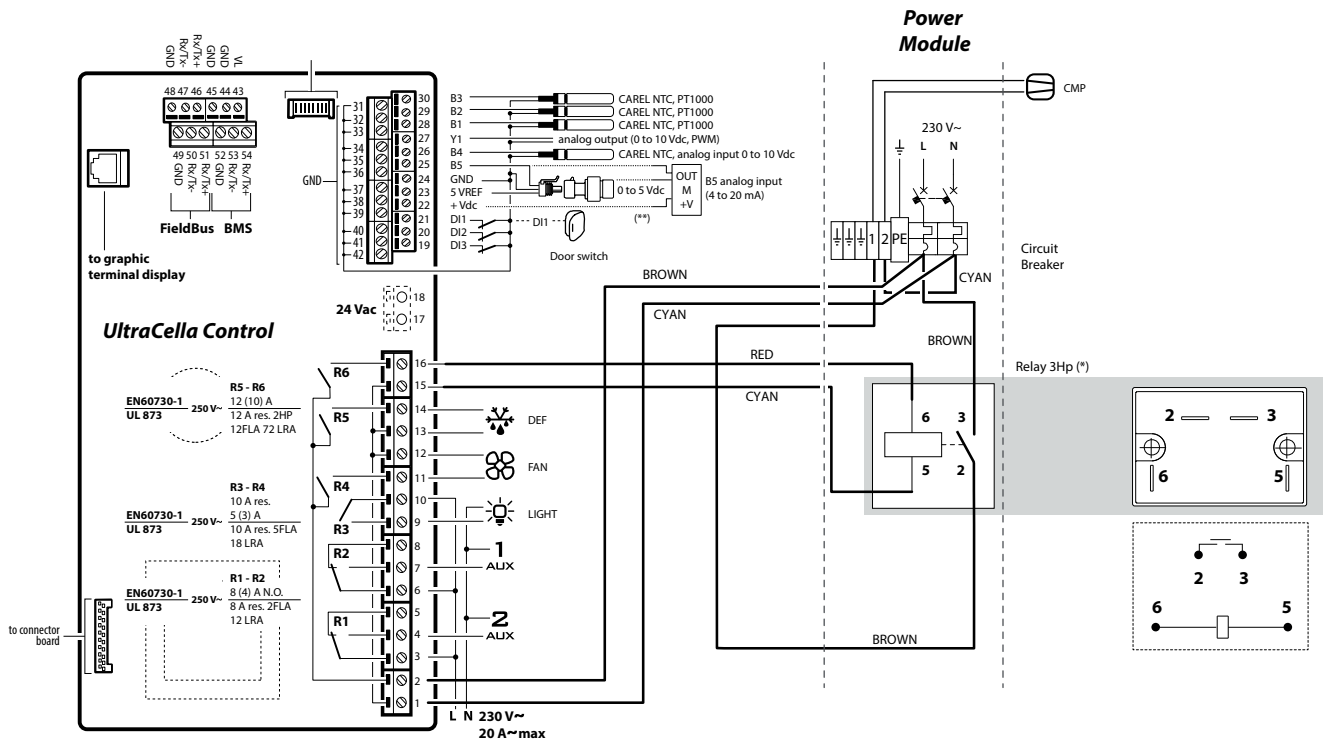 Power
Module
GND
Rx/Tx-
Rx/Tx+
GND
GND
VL
48 47 46 45 44 43
49 50 51 52 53 54
GND
Rx/Tx-
Rx/Tx+
GND
Rx/Tx-
Rx/Tx+
FieldBus BMS
to graphic
terminal display
GND
31
32
33
34
35
36
37
38
39
40
41
42
30
29
28
27
26
25
24
23
22
21
20
19
B3
B2
B1
Y1
B4
B5
GND
5 VREF
+ Vdc
DI1
DI2
DI3
CAREL NTC, PT1000
CAREL NTC, PT1000
CAREL NTC, PT1000
analog output (0 to 10 Vdc, PWM)
CAREL NTC, analog input 0 to 10 Vdc
0 to 5 Vdc
OUT
M
+V
B5 analog input
(4 to 20 mA)
(**)
DI1
Door switch
CMP
230 V~
L N
1 2 PE
Circuit
Breaker
BROWN
CYAN
CYAN
BROWN
24 Vac
18
17
UltraCella Control
RED
CYAN
Relay 3Hp (*)
R5 - R6
EN60730-1
UL 873
250 V~
12 (10) A
12 A res. 2HP
12FLA 72 LRA
R3 - R4
EN60730-1
UL 873
250 V~
10 A res.
5 (3) A
10 A res. 5FLA
18 LRA
R1 - R2
EN60730-1
UL 873
250 V~
8 (4) A N.O.
8 A res. 2FLA
12 LRA
R6
R5
R4
R3
R2
R1
16
15
14
13
12
11
10
9
8
7
6
5
4
3
2
1
DEF
FAN
LIGHT
1
AUX
2
AUX
L N 230 V~
20 A~max
to connector
board
6 3
5 2
BROWN
2 3
6 5
2 3
6 5